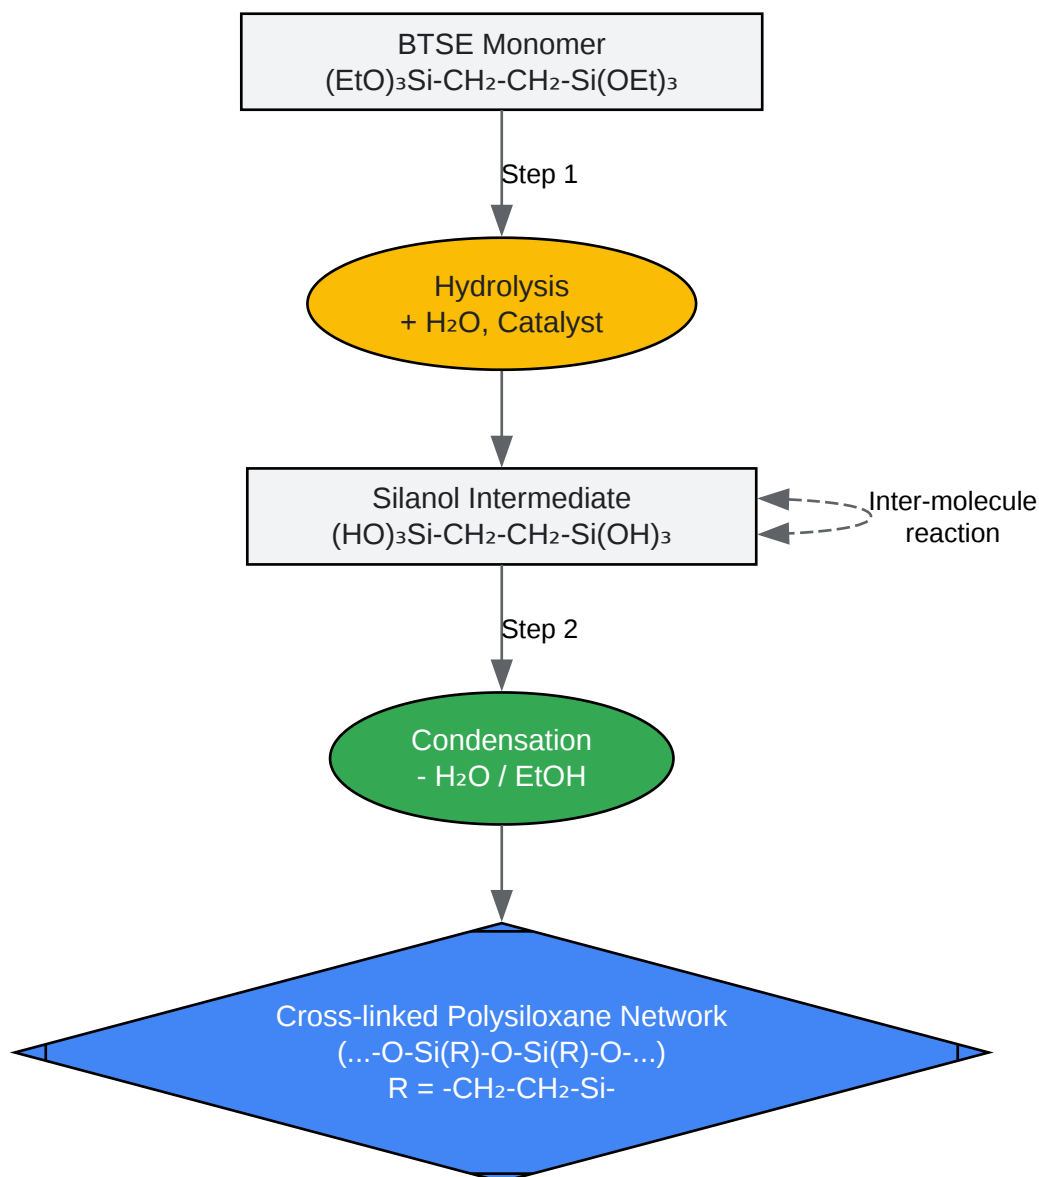 BTSE Monomer
(EtO)₃Si-CH₂-CH₂-Si(OEt)₃
Step 1
Hydrolysis
+ H₂O, Catalyst
Silanol Intermediate
(HO)₃Si-CH₂-CH₂-Si(OH)₃
Inter-molecule
reaction
Step 2
Condensation
- H₂O / EtOH
Cross-linked Polysiloxane Network
(...-O-Si(R)-O-Si(R)-O-...)
R = -CH₂-CH₂-Si-